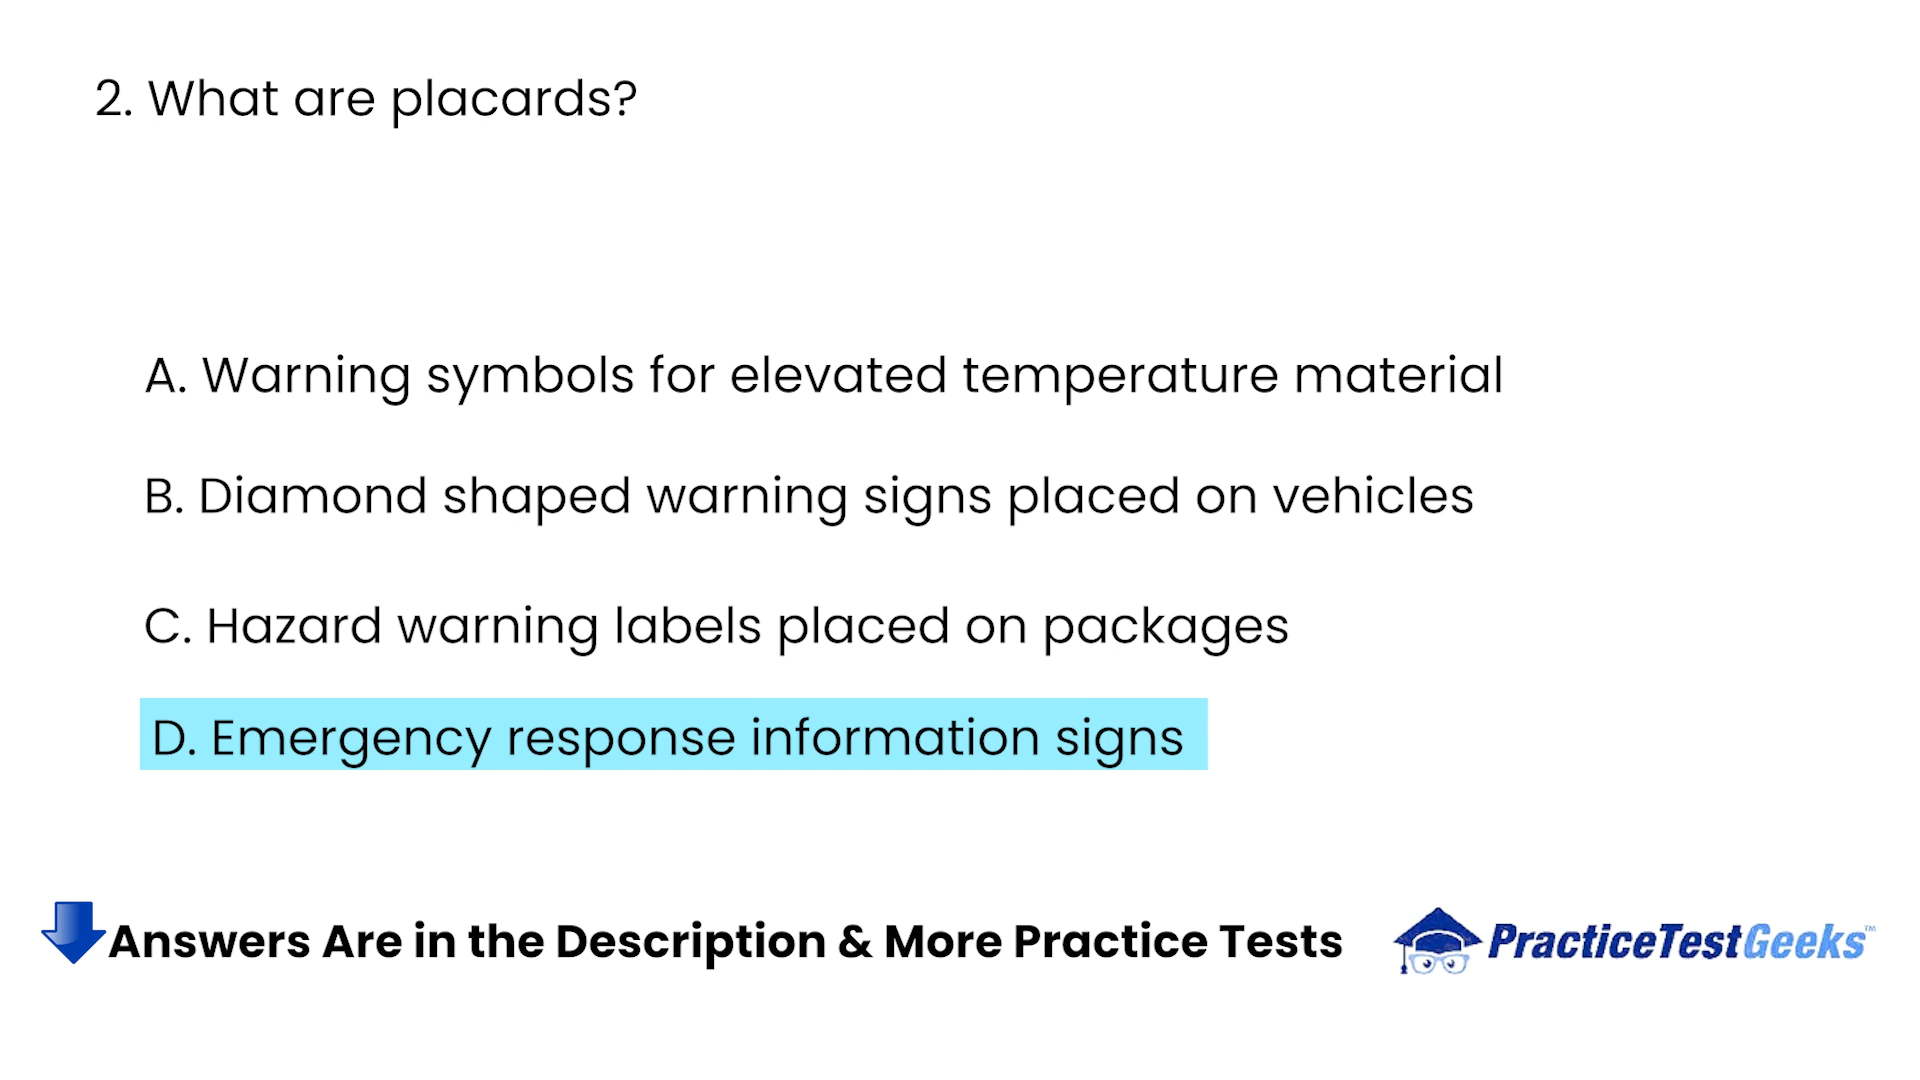 2. What are placards?
A. Warning symbols for elevated temperature material
B. Diamond shaped warning signs placed on vehicles
C. Hazard warning labels placed on packages
D. Emergency response information signs
Answers Are in the Description & More Practice Tests
PracticeTestGeeks™